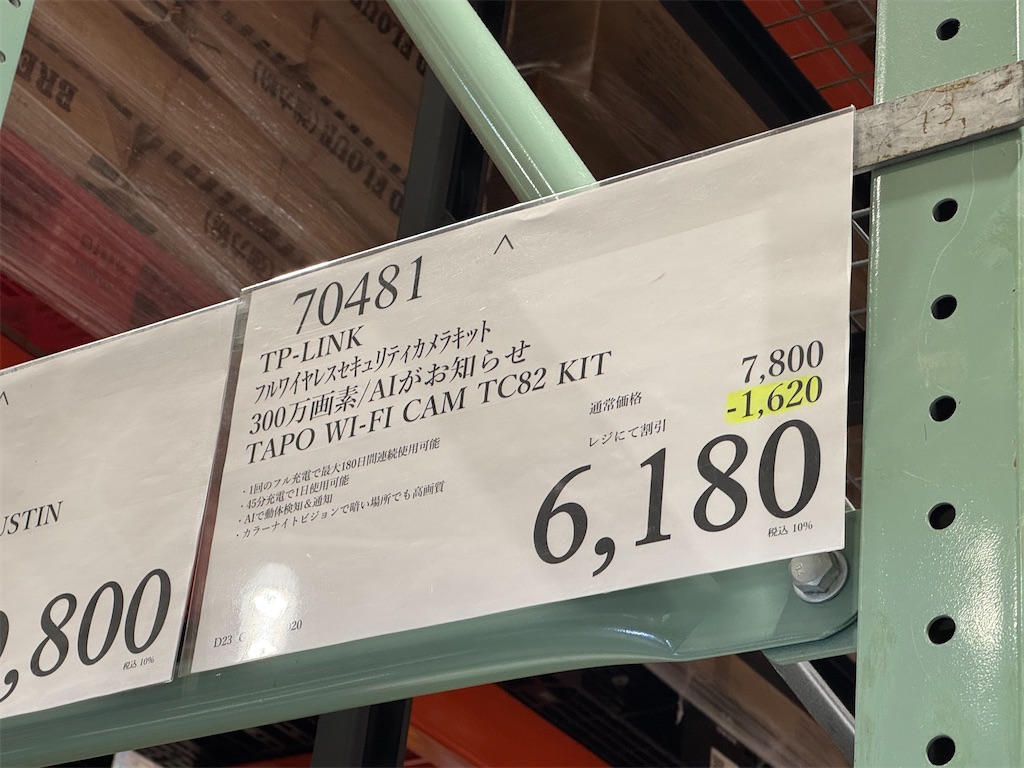 70481
TP-LINK
フルワイヤレスセキュリティカメラキット
300万画素/AIがお知らせ
TAPO WI-FI CAM TC82 KIT
・1回のフル充電で最大180日間連続使用可能
・45分充電で1日使用可能
・AIで動体検知&通知
・カラーナイトビジョンで暗い場所でも高画質
通常価格 7,800
レジにて割引 -1,620
6,180
税込 10%
D23
USTIN
,800
税込 10%